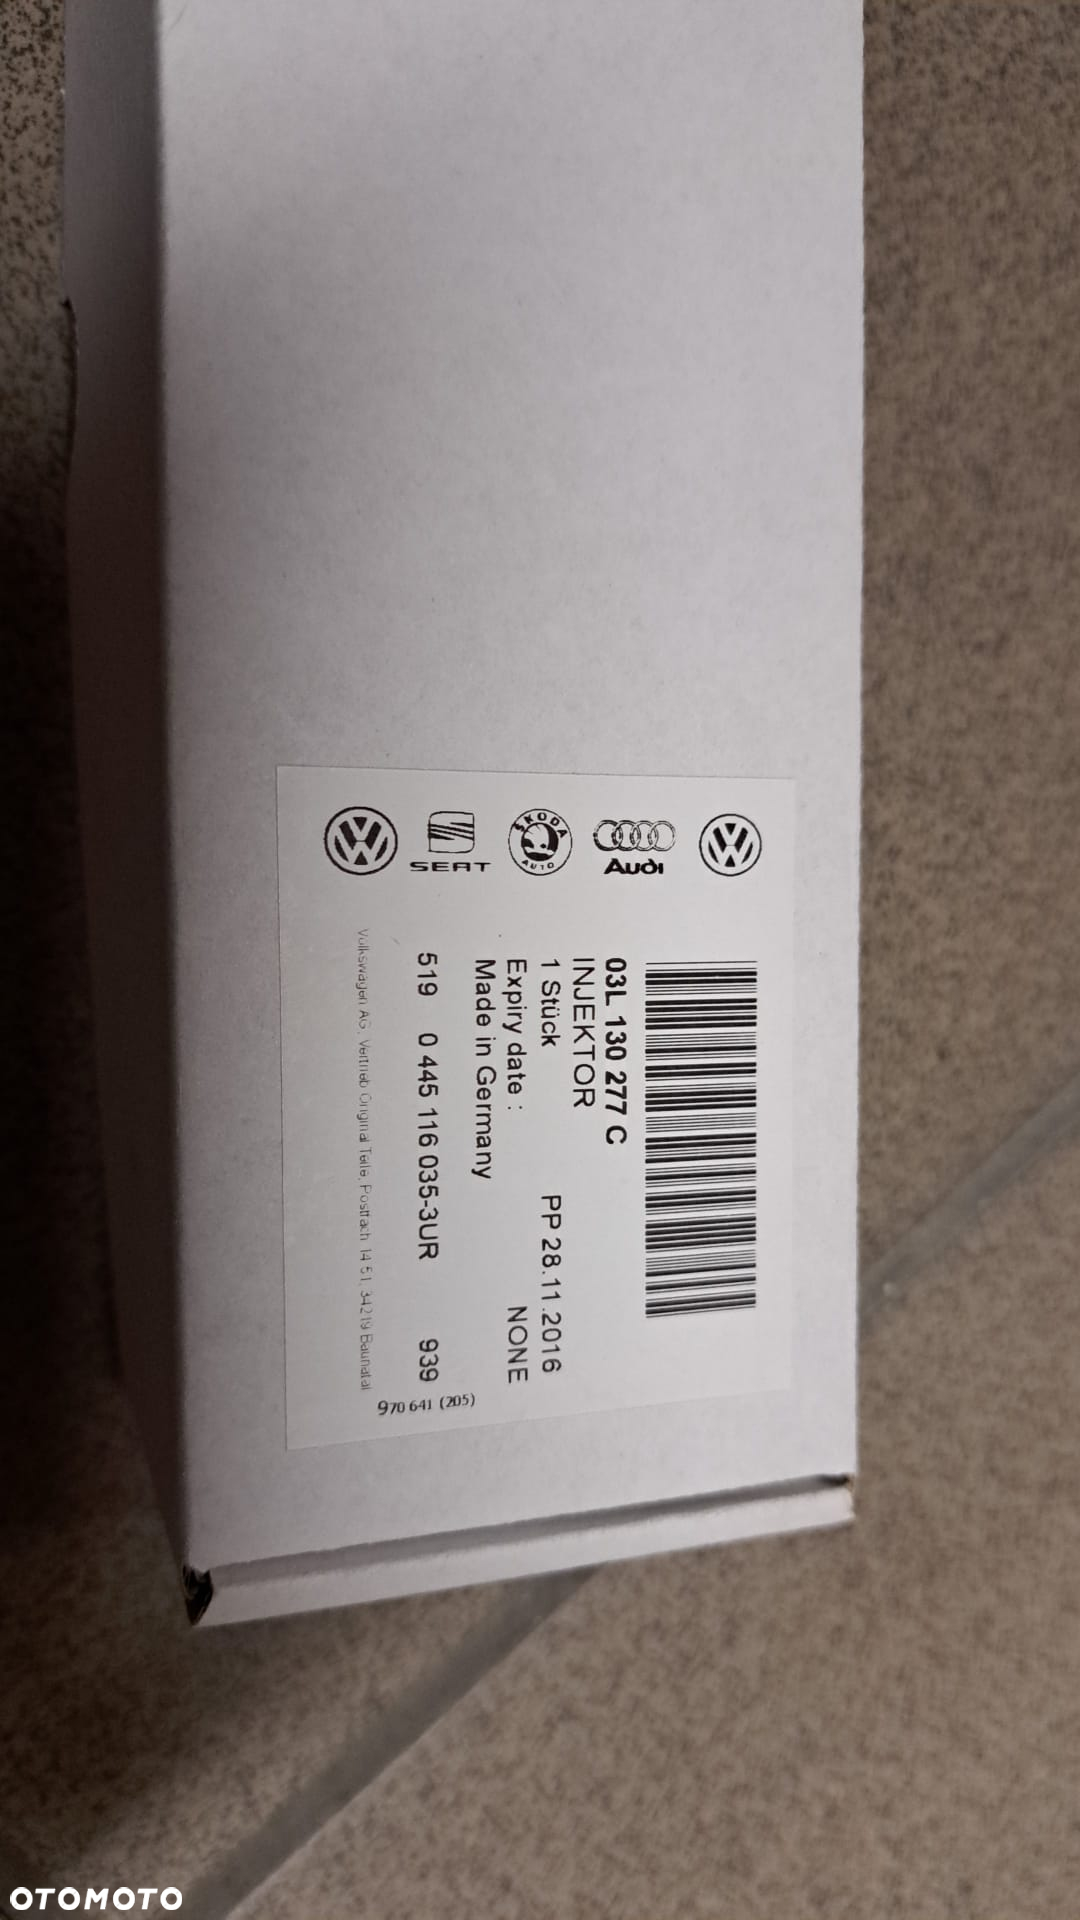 SEAT
ŠKODA
AUTO
Audi
03L 130 277 C
INJEKTOR
1 Stück PP 28.11.2016
Expiry date : NONE
Made in Germany
519 0 445 116 035-3UR 939
Volkswagen AG, Vertrieb Original Teile, Postfach 14 51, 34219 Baunatal
970 641 (205)
OTOMOTO